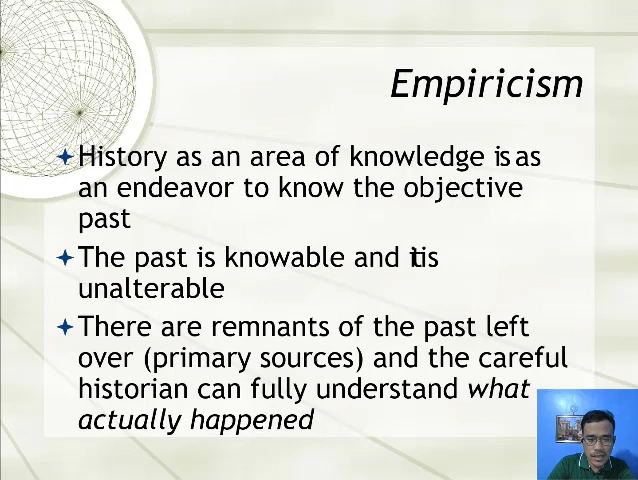 Empiricism
History as an area of knowledge is as
an endeavor to know the objective
past
The past is knowable and it is
unalterable
There are remnants of the past left
over (primary sources) and the careful
historian can fully understand what
actually happened